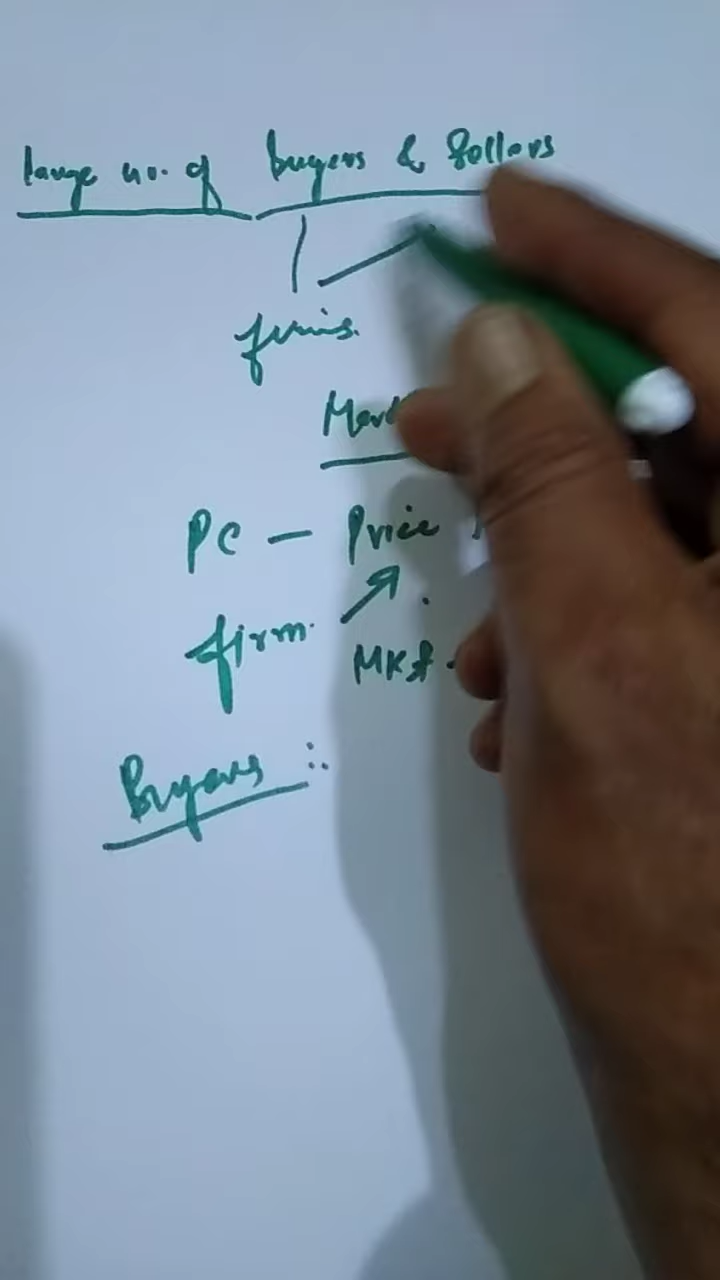 large no. of buyers & Sellers
firms.
PC — Price
firm.
MKt.
Buyers :